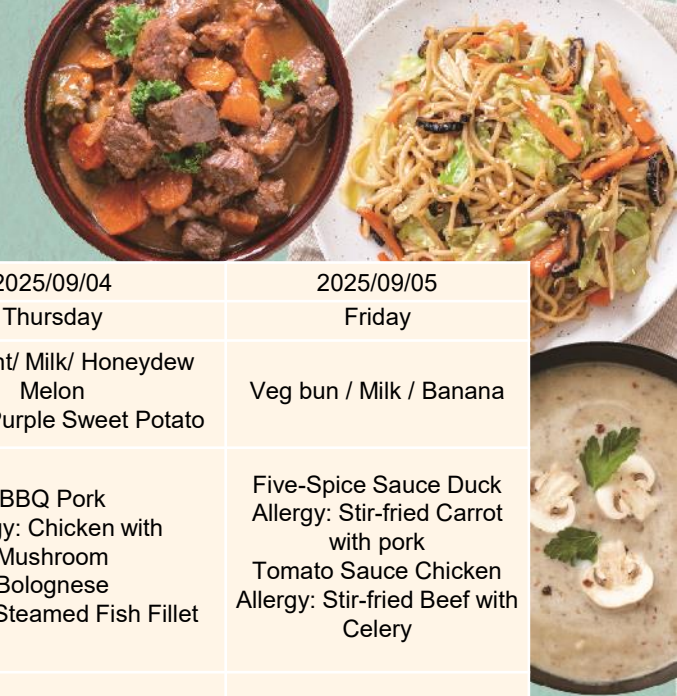 2025/09/04
Thursday
Milk/ Honeydew
Melon
Purple Sweet Potato
BBQ Pork
Chicken with
Mushroom
Bolognese
Steamed Fish Fillet
2025/09/05
Friday
Veg bun / Milk / Banana
Five-Spice Sauce Duck
Allergy: Stir-fried Carrot
with pork
Tomato Sauce Chicken
Allergy: Stir-fried Beef with
Celery